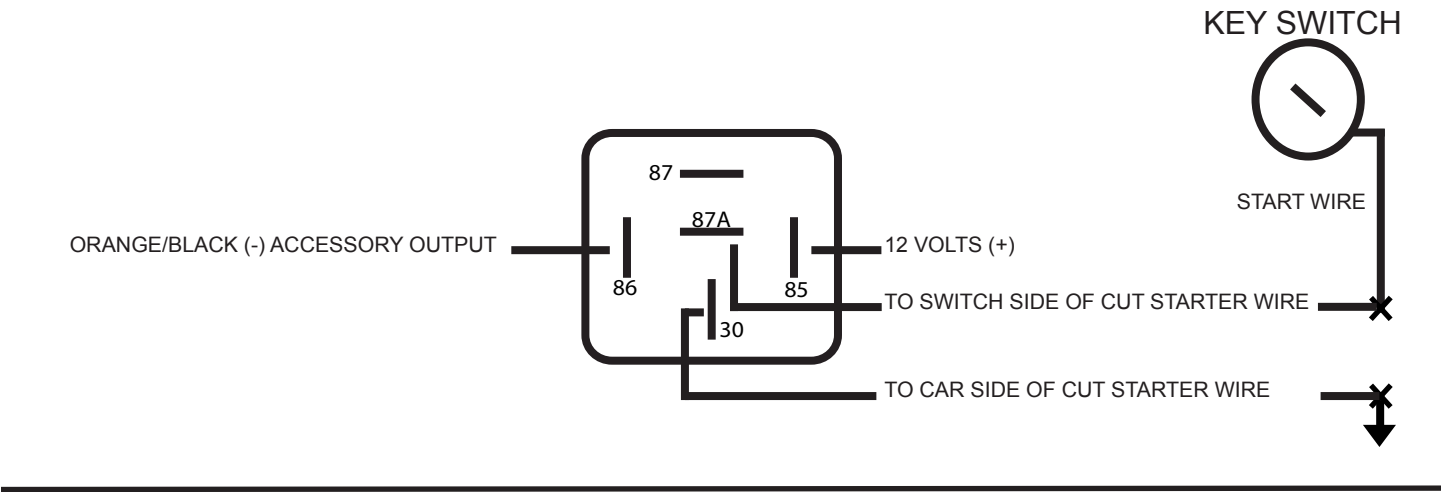 KEY SWITCH
87
START WIRE
87A
ORANGE/BLACK (-) ACCESSORY OUTPUT
12 VOLTS (+)
86
85
TO SWITCH SIDE OF CUT STARTER WIRE
30
TO CAR SIDE OF CUT STARTER WIRE